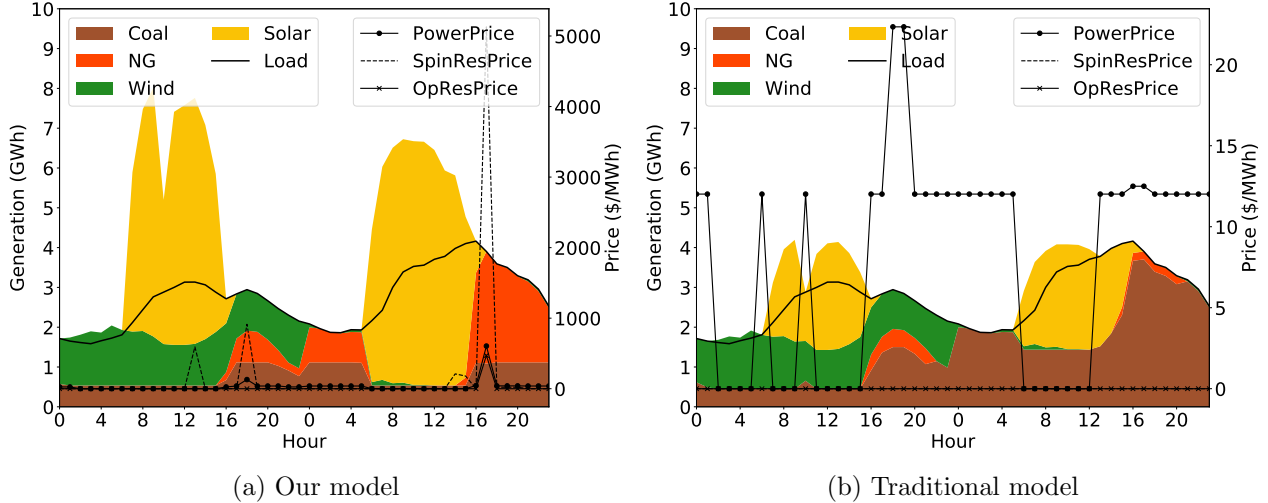 10
9
8
7
6
5
4
3
2
1
0
Generation (GWh)
Coal
NG
Wind
Solar
Load
PowerPrice
SpinResPrice
OpResPrice
5000
4000
3000
2000
1000
0
Price ($/MWh)
0 4 8 12 16 20 0 4 8 12 16 20
Hour
(a) Our model
10
9
8
7
6
5
4
3
2
1
0
Generation (GWh)
Coal
NG
Wind
Solar
Load
PowerPrice
SpinResPrice
OpResPrice
20
15
10
5
0
Price ($/MWh)
0 4 8 12 16 20 0 4 8 12 16 20
Hour
(b) Traditional model